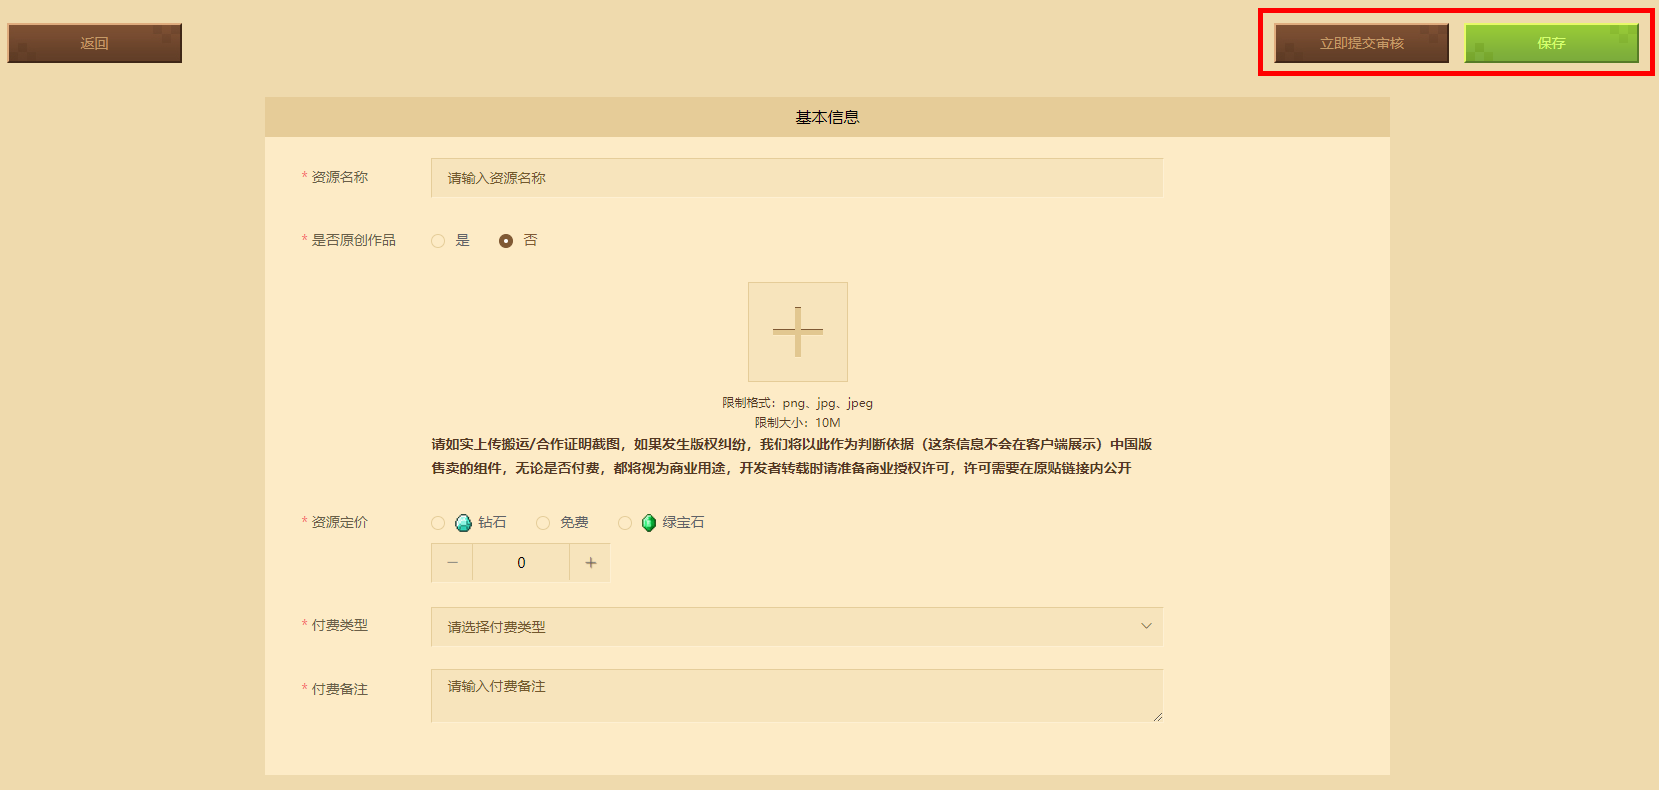 返回
立即提交审核
保存
基本信息
* 资源名称
请输入资源名称
* 是否原创作品
是
否
限制格式：png、jpg、jpeg
限制大小：10M
请如实上传搬运/合作证明截图，如果发生版权纠纷，我们将以此作为判断依据（这条信息不会在客户端展示）中国版
售卖的组件，无论是否付费，都将视为商业用途，开发者转载时请准备商业授权许可，许可需要在原贴链接内公开
* 资源定价
钻石
免费
绿宝石
0
* 付费类型
请选择付费类型
* 付费备注
请输入付费备注